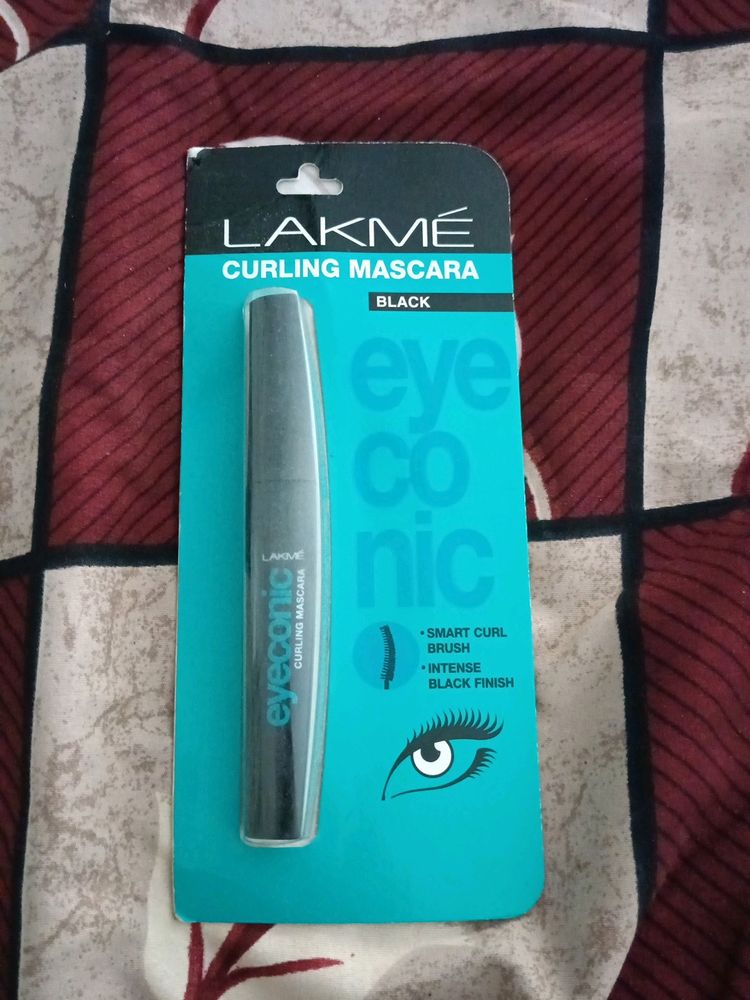 LAKMÉ
CURLING MASCARA
BLACK
eye
co
nic
• SMART CURL
BRUSH
• INTENSE
BLACK FINISH
LAKMÉ
eyeconic
CURLING MASCARA